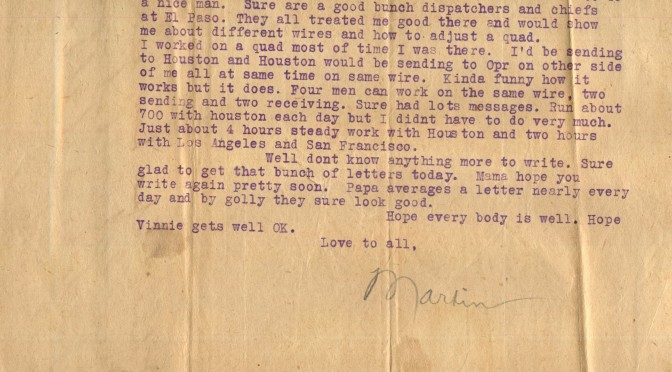 a nice man. Sure are a good bunch dispatchers and chiefs
at El Paso. They all treated me good there and would show
me about different wires and how to adjust a quad.
I worked on a quad most of time I was there. I'd be sending
to Houston and Houston would be sending to Opr on other side
of me all at same time on same wire. Kinda funny how it
works but it does. Four men can work on the same wire, two
sending and two receiving. Sure had lots messages. Run about
700 with houston each day but I didnt have to do very much.
Just about 4 hours steady work with Houston and two hours
with Los Angeles and San Francisco.
Well dont know anything more to write. Sure
glad to get that bunch of letters today. Mama hope you
write again pretty soon. Papa averages a letter nearly every
day and by golly they sure look good.
Hope every body is well. Hope
Vinnie gets well OK.
Love to all,
Martin